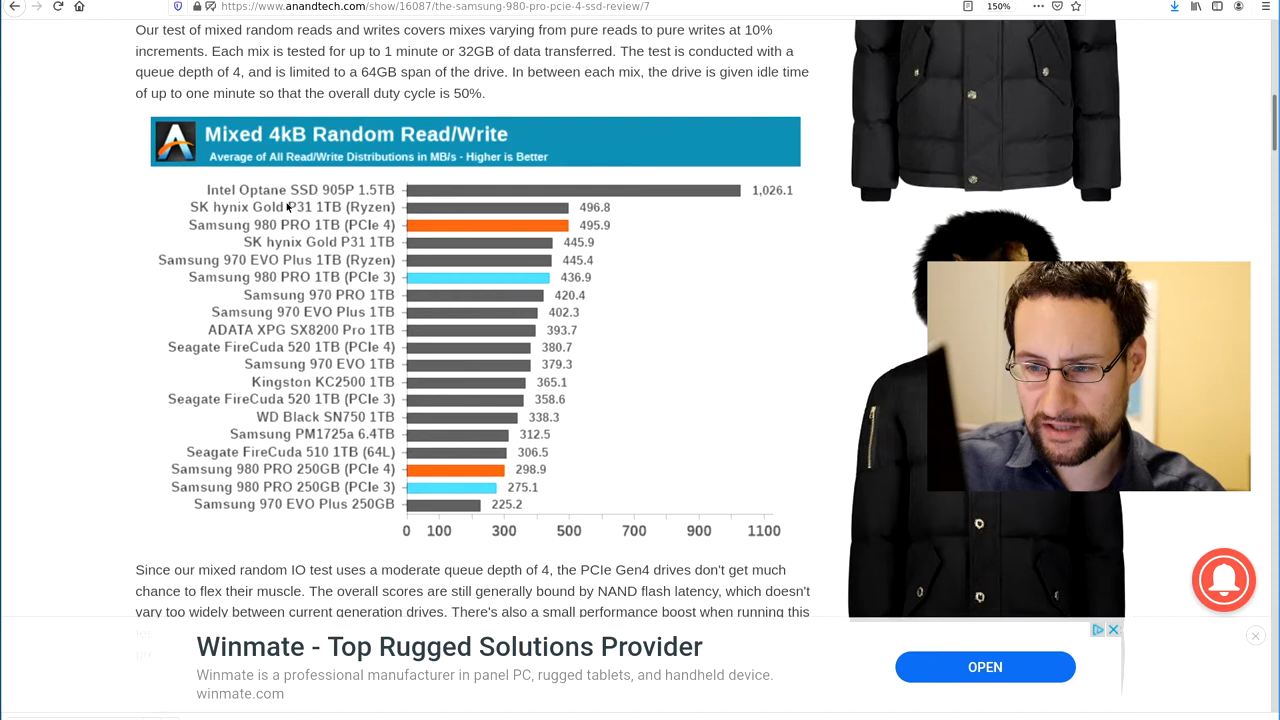 https://www.anandtech.com/show/16087/the-samsung-980-pro-pcie-4-ssd-review/7
150%
Our test of mixed random reads and writes covers mixes varying from pure reads to pure writes at 10%
increments. Each mix is tested for up to 1 minute or 32GB of data transferred. The test is conducted with a
queue depth of 4, and is limited to a 64GB span of the drive. In between each mix, the drive is given idle time
of up to one minute so that the overall duty cycle is 50%.
Mixed 4kB Random Read/Write
Average of All Read/Write Distributions in MB/s - Higher is Better
Intel Optane SSD 905P 1.5TB 1,026.1
SK hynix Gold P31 1TB (Ryzen) 496.8
Samsung 980 PRO 1TB (PCIe 4) 495.9
SK hynix Gold P31 1TB 445.9
Samsung 970 EVO Plus 1TB (Ryzen) 445.4
Samsung 980 PRO 1TB (PCIe 3) 436.9
Samsung 970 PRO 1TB 420.4
Samsung 970 EVO Plus 1TB 402.3
ADATA XPG SX8200 Pro 1TB 393.7
Seagate FireCuda 520 1TB (PCIe 4) 380.7
Samsung 970 EVO 1TB 379.3
Kingston KC2500 1TB 365.1
Seagate FireCuda 520 1TB (PCIe 3) 358.6
WD Black SN750 1TB 338.3
Samsung PM1725a 6.4TB 312.5
Seagate FireCuda 510 1TB (64L) 306.5
Samsung 980 PRO 250GB (PCIe 4) 298.9
Samsung 980 PRO 250GB (PCIe 3) 275.1
Samsung 970 EVO Plus 250GB 225.2
0 100 300 500 700 900 1100
Since our mixed random IO test uses a moderate queue depth of 4, the PCIe Gen4 drives don't get much
chance to flex their muscle. The overall scores are still generally bound by NAND flash latency, which doesn't
vary too widely between current generation drives. There's also a small performance boost when running this
Winmate - Top Rugged Solutions Provider
Winmate is a professional manufacturer in panel PC, rugged tablets, and handheld device.
winmate.com
OPEN